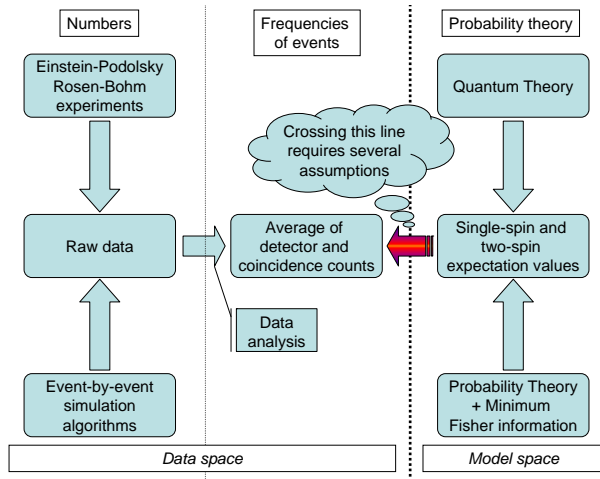 Numbers
Frequencies
of events
Probability theory
Einstein-Podolsky
Rosen-Bohm
experiments
Quantum Theory
Crossing this line
requires several
assumptions
Raw data
Average of
detector and
coincidence counts
Single-spin and
two-spin
expectation values
Data
analysis
Event-by-event
simulation
algorithms
Probability Theory
+ Minimum
Fisher information
Data space
Model space